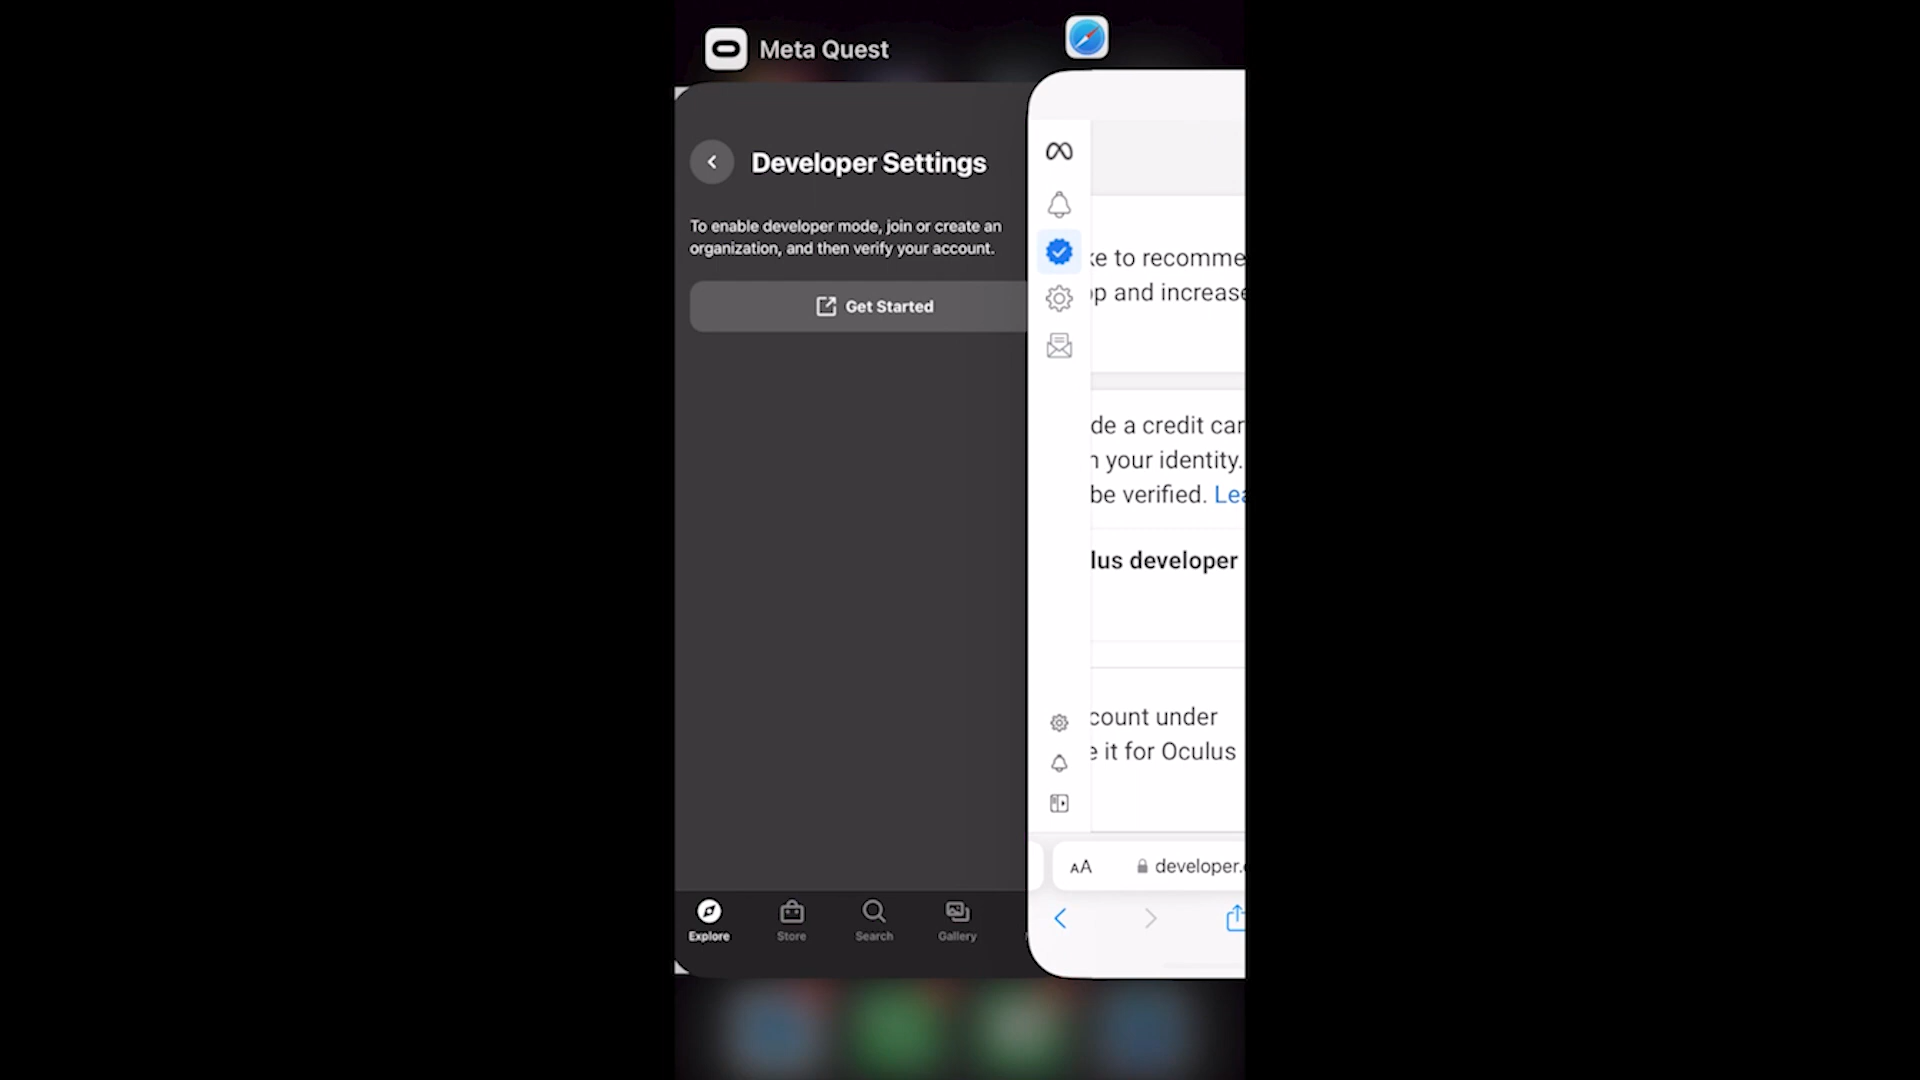 Meta Quest
Developer Settings
To enable developer mode, join or create an
organization, and then verify your account.
Get Started
Explore
Store
Search
Gallery
to recomme
and increase
de a credit car
your identity.
be verified. Lea
lus developer
count under
it for Oculus
AA
developer.